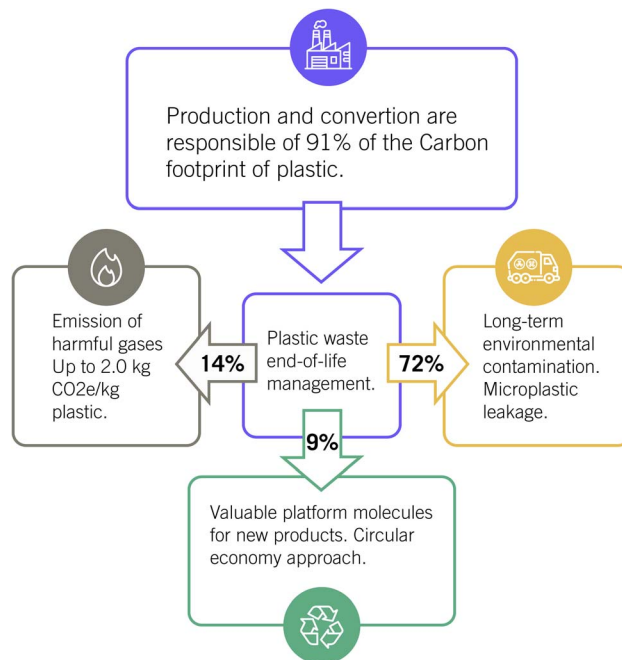 Production and convertion are
responsible of 91% of the Carbon
footprint of plastic.
Emission of
harmful gases
Up to 2.0 kg
CO2e/kg
plastic.
14%
Plastic waste
end-of-life
management.
72%
Long-term
environmental
contamination.
Microplastic
leakage.
9%
Valuable platform molecules
for new products. Circular
economy approach.